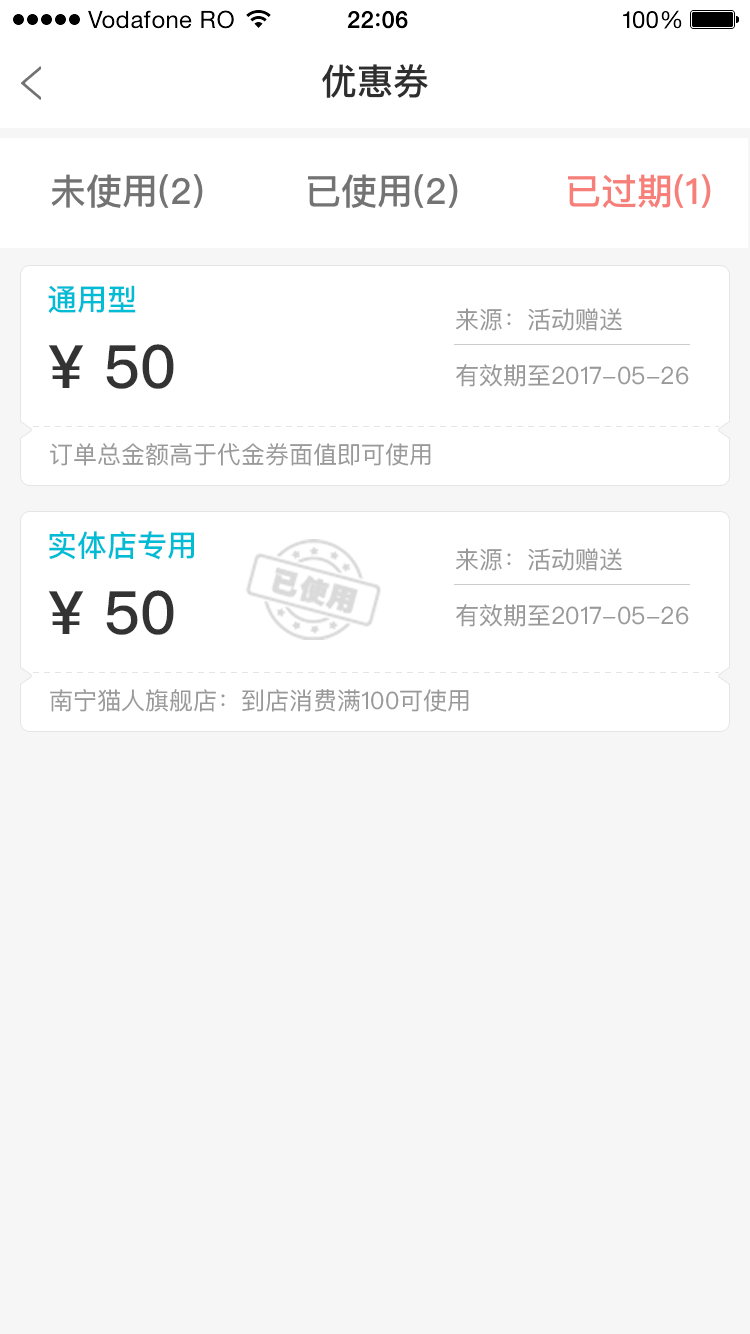 Vodafone RO 22:06 100%
优惠券
未使用(2) 已使用(2) 已过期(1)
通用型
¥ 50
来源：活动赠送
有效期至2017-05-26
订单总金额高于代金券面值即可使用
实体店专用
¥ 50
已使用
来源：活动赠送
有效期至2017-05-26
南宁猫人旗舰店：到店消费满100可使用